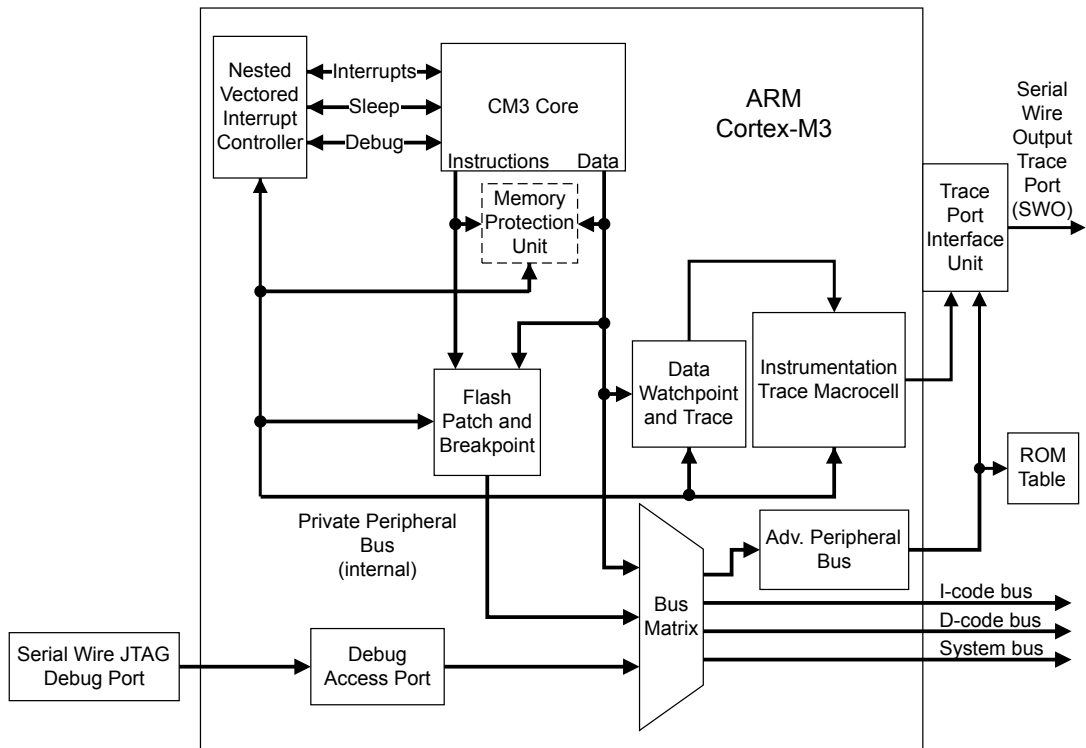 Nested
Vectored
Interrupt
Controller
Interrupts
Sleep
Debug
CM3 Core
Instructions
Data
ARM
Cortex-M3
Serial
Wire
Output
Trace
Port
(SWO)
Trace
Port
Interface
Unit
Memory
Protection
Unit
Flash
Patch and
Breakpoint
Data
Watchpoint
and Trace
Instrumentation
Trace Macrocell
ROM
Table
Private Peripheral
Bus
(internal)
Adv. Peripheral
Bus
Bus
Matrix
I-code bus
D-code bus
System bus
Serial Wire JTAG
Debug Port
Debug
Access Port